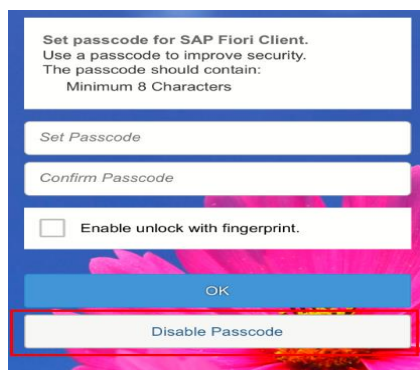 Set passcode for SAP Fiori Client.
Use a passcode to improve security.
The passcode should contain:
Minimum 8 Characters
Set Passcode
Confirm Passcode
Enable unlock with fingerprint.
OK
Disable Passcode